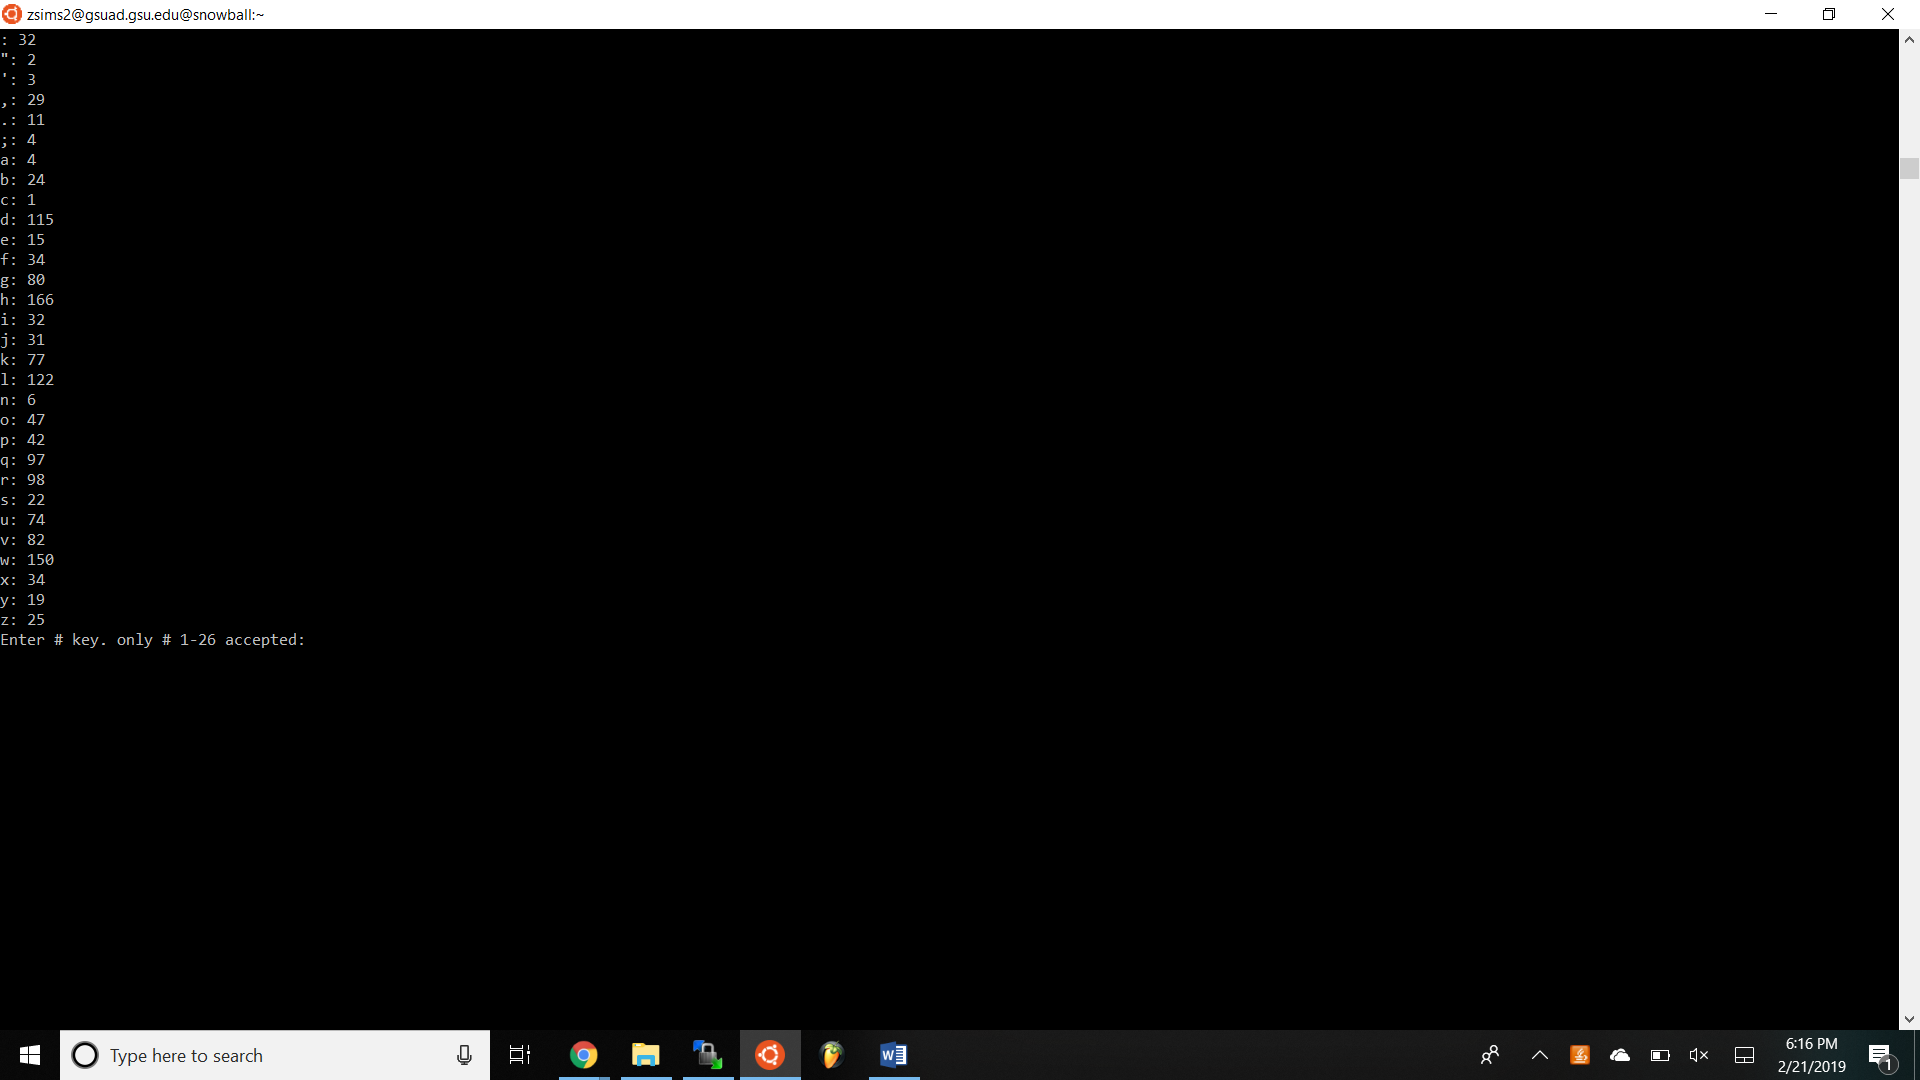 zsims2@gsuad.gsu.edu@snowball:~
: 32
": 2
': 3
,: 29
.: 11
;: 4
a: 4
b: 24
c: 1
d: 115
e: 15
f: 34
g: 80
h: 166
i: 32
j: 31
k: 77
l: 122
n: 6
o: 47
p: 42
q: 97
r: 98
s: 22
u: 74
v: 82
w: 150
x: 34
y: 19
z: 25
Enter # key. only # 1-26 accepted:
Type here to search
6:16 PM
2/21/2019
1